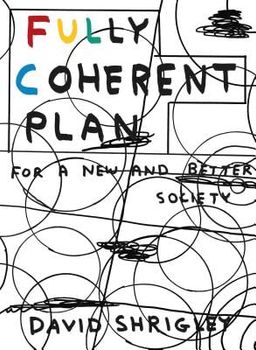 FULLY
COHERENT
PLAN
FOR A NEW AND BETTER
SOCIETY
DAVID SHRIGLEY